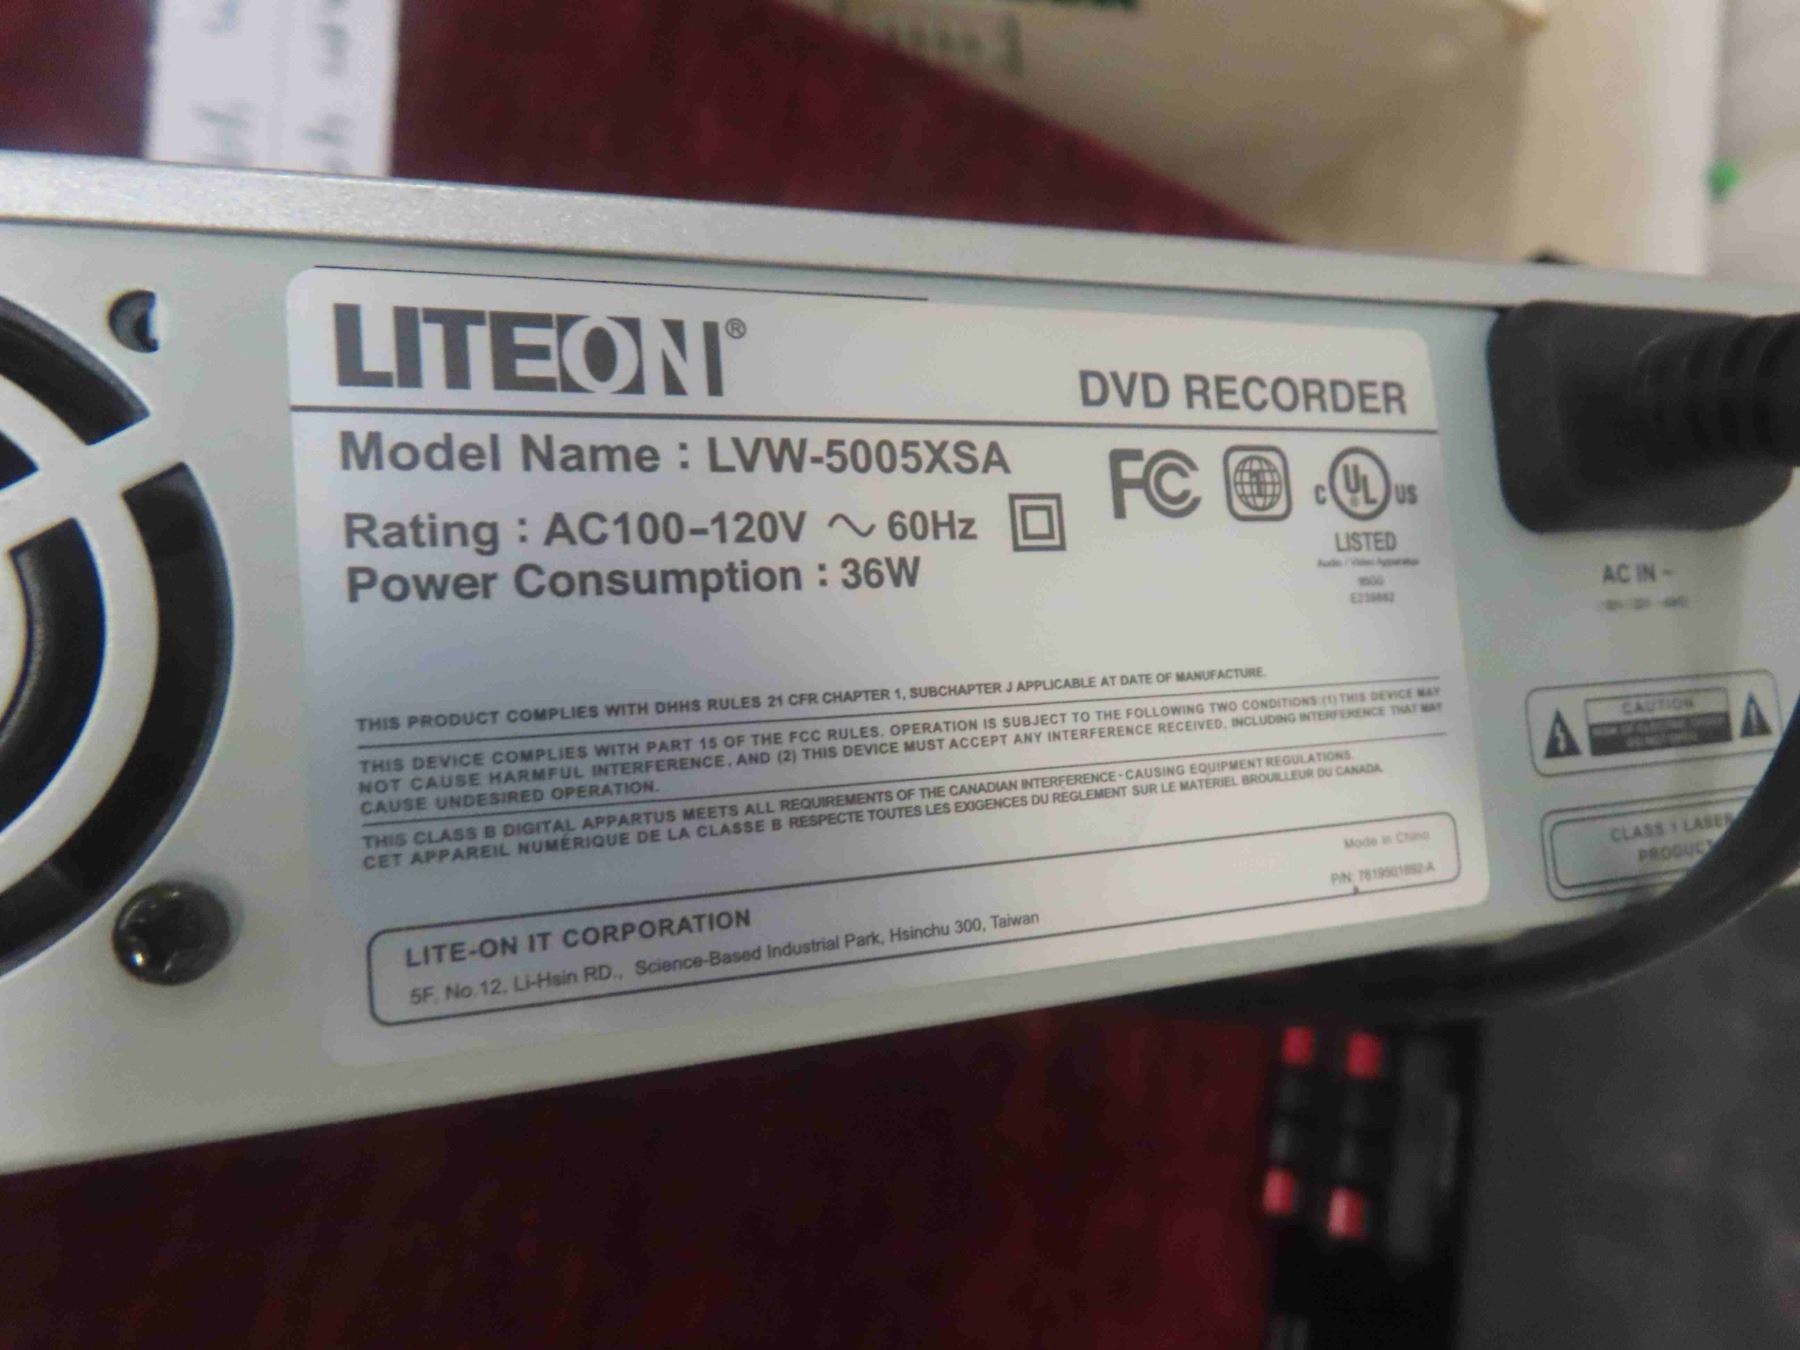 LITEON®
DVD RECORDER
Model Name : LVW-5005XSA
Rating : AC100-120V ~ 60Hz
Power Consumption : 36W
FC
1
c UL US
LISTED
Audio / Video Apparatus
E239862
THIS PRODUCT COMPLIES WITH DHHS RULES 21 CFR CHAPTER 1, SUBCHAPTER J APPLICABLE AT DATE OF MANUFACTURE.
THIS DEVICE COMPLIES WITH PART 15 OF THE FCC RULES. OPERATION IS SUBJECT TO THE FOLLOWING TWO CONDITIONS:(1) THIS DEVICE MAY
NOT CAUSE HARMFUL INTERFERENCE, AND (2) THIS DEVICE MUST ACCEPT ANY INTERFERENCE RECEIVED, INCLUDING INTERFERENCE THAT MAY
CAUSE UNDESIRED OPERATION.
THIS CLASS B DIGITAL APPARTUS MEETS ALL REQUIREMENTS OF THE CANADIAN INTERFERENCE-CAUSING EQUIPMENT REGULATIONS.
CET APPAREIL NUMÉRIQUE DE LA CLASSE B RESPECTE TOUTES LES EXIGENCES DU REGLEMENT SUR LE MATERIEL BROUILLEUR DU CANADA.
Made in China
P/N: 7819501892-A
LITE-ON IT CORPORATION
5F, No.12, Li-Hsin RD., Science-Based Industrial Park, Hsinchu 300, Taiwan
AC IN ~
CAUTION
CLASS 1 LASER
PRODUCT